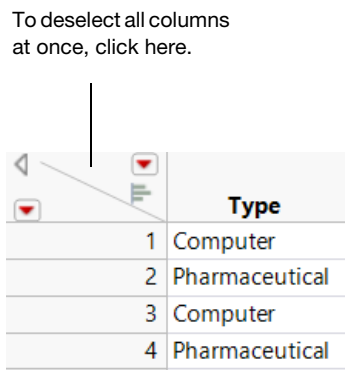 To deselect all columns
at once, click here.
Type
1 Computer
2 Pharmaceutical
3 Computer
4 Pharmaceutical